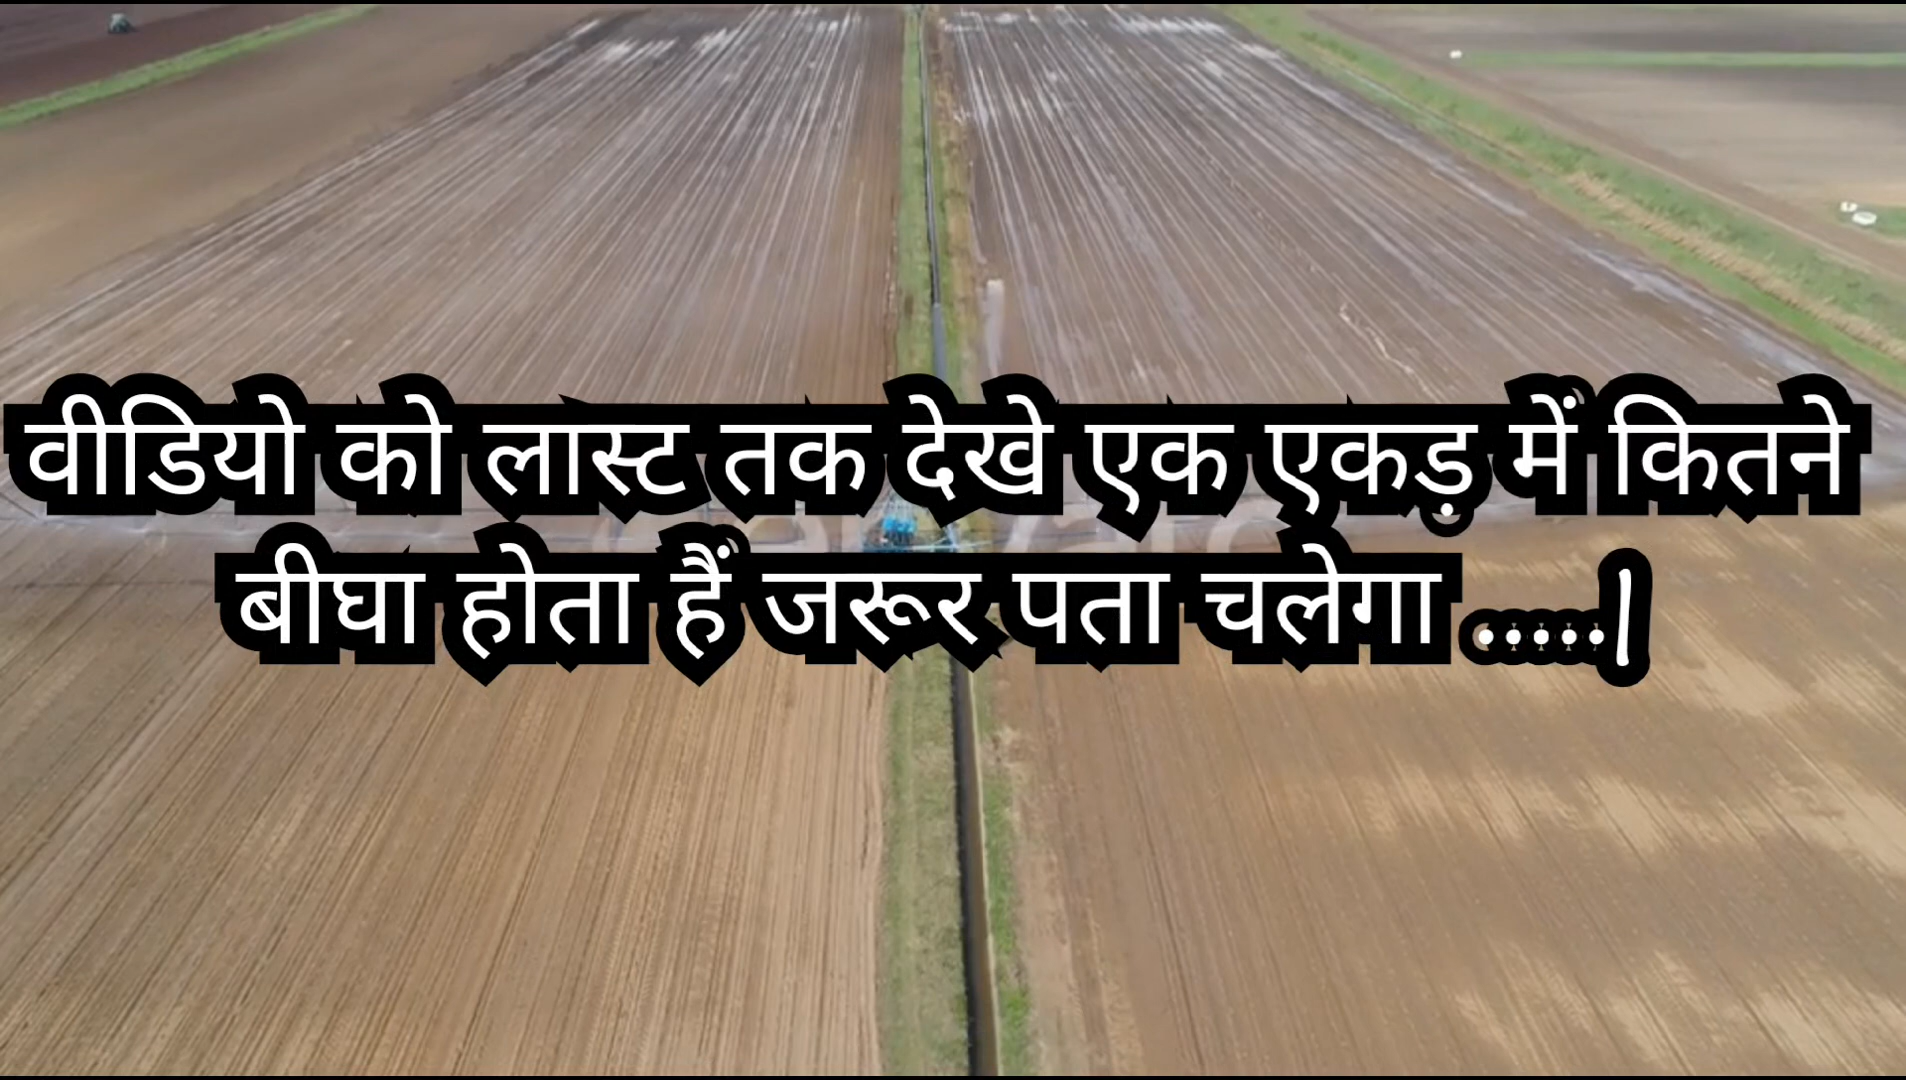 वीडियो को लास्ट तक देखे एक एकड़ में कितने
बीघा होता हैं जरूर पता चलेगा .....|